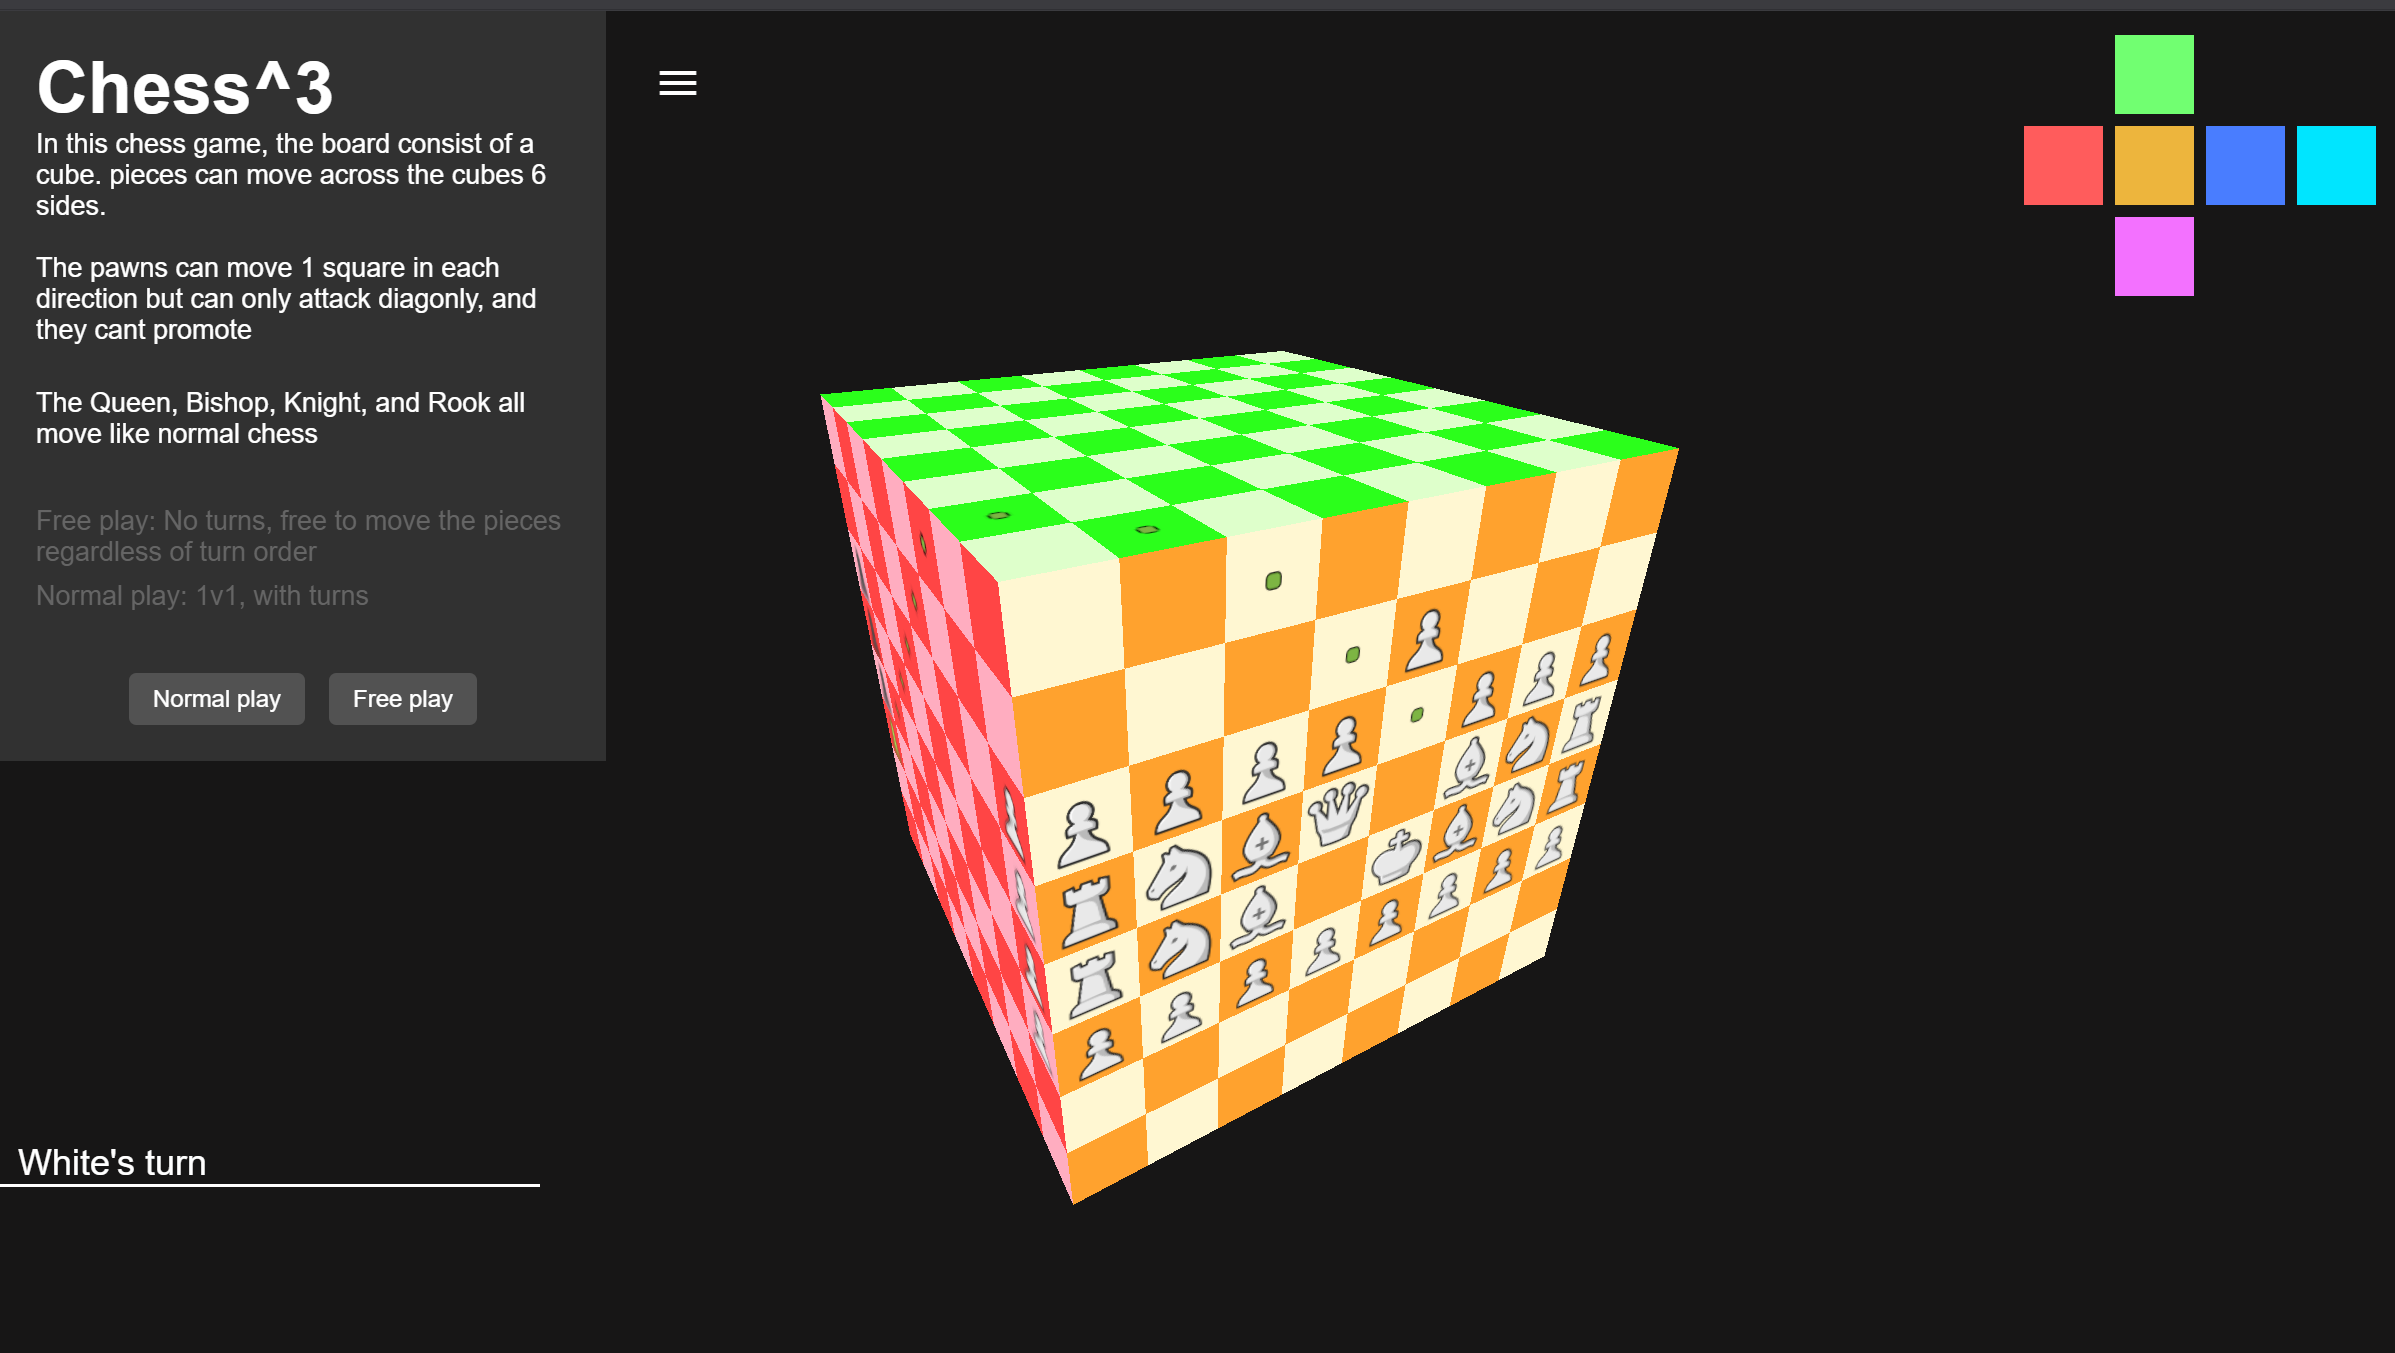 Chess^3
In this chess game, the board consist of a
cube. pieces can move across the cubes 6
sides.
The pawns can move 1 square in each
direction but can only attack diagonly, and
they cant promote
The Queen, Bishop, Knight, and Rook all
move like normal chess
Free play: No turns, free to move the pieces
regardless of turn order
Normal play: 1v1, with turns
Normal play
Free play
White's turn